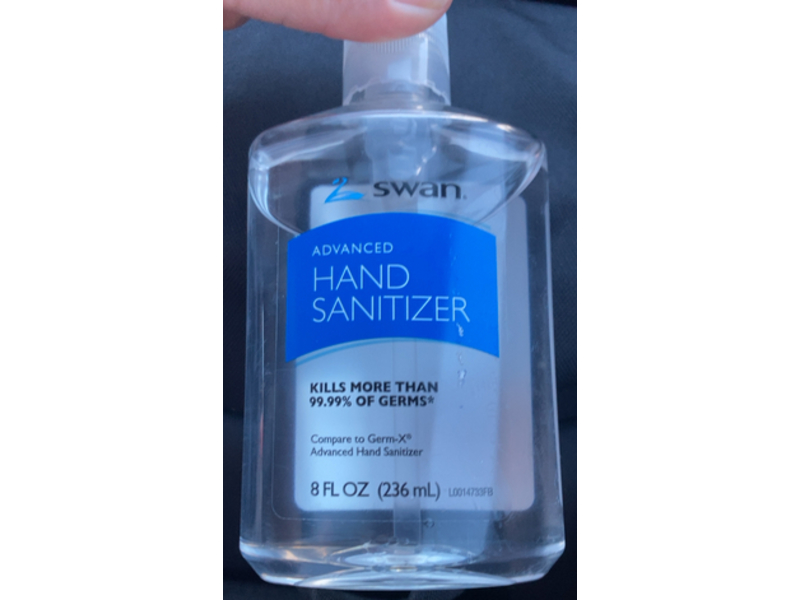 swan®
ADVANCED
HAND
SANITIZER
KILLS MORE THAN
99.99% OF GERMS*
Compare to Germ-X®
Advanced Hand Sanitizer
8 FL OZ (236 mL) L0014733FB